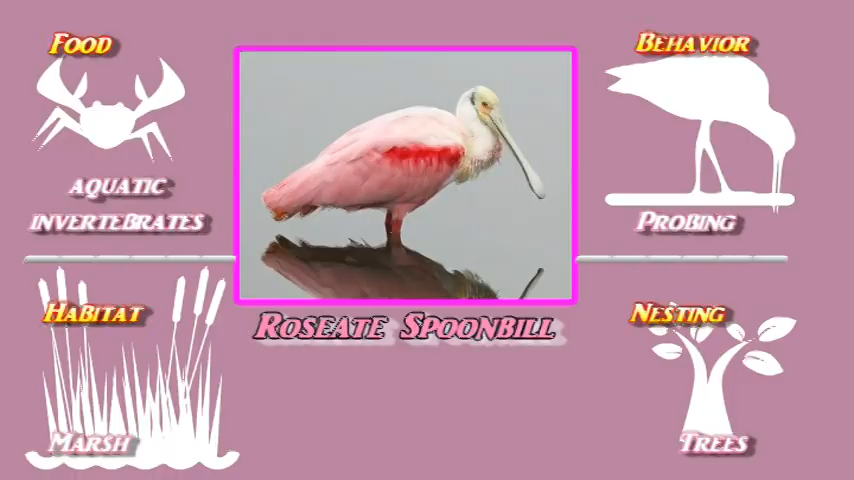 Food
Aquatic
Invertebrates
Behavior
Probing
Roseate Spoonbill
Habitat
Marsh
Nesting
Trees